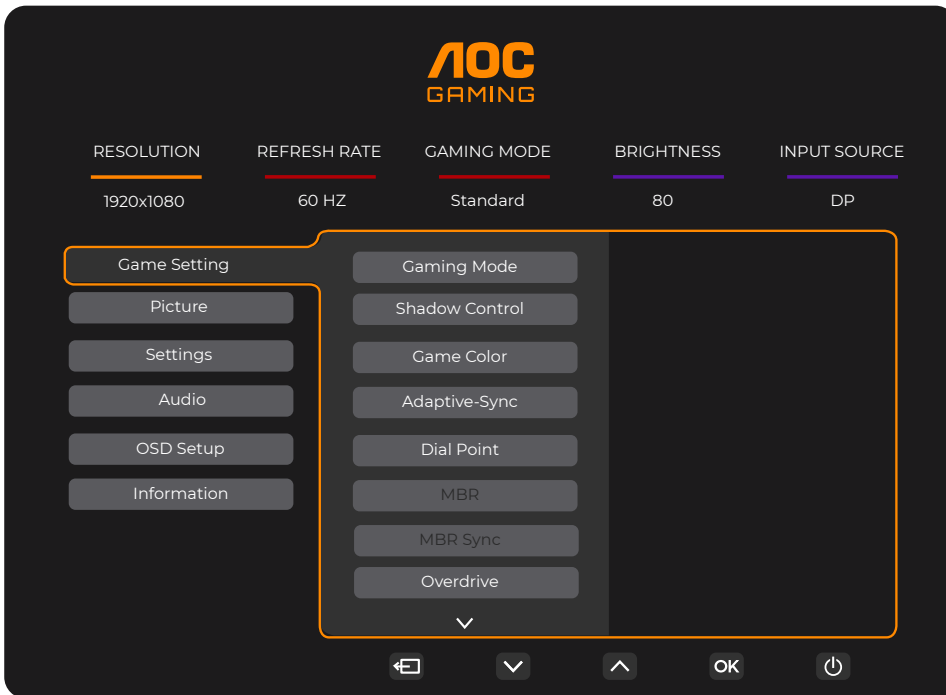 AOC
GAMING
RESOLUTION REFRESH RATE GAMING MODE BRIGHTNESS INPUT SOURCE
1920x1080 60 HZ Standard 80 DP
Game Setting
Picture
Settings
Audio
OSD Setup
Information
Gaming Mode
Shadow Control
Game Color
Adaptive-Sync
Dial Point
MBR
MBR Sync
Overdrive
OK